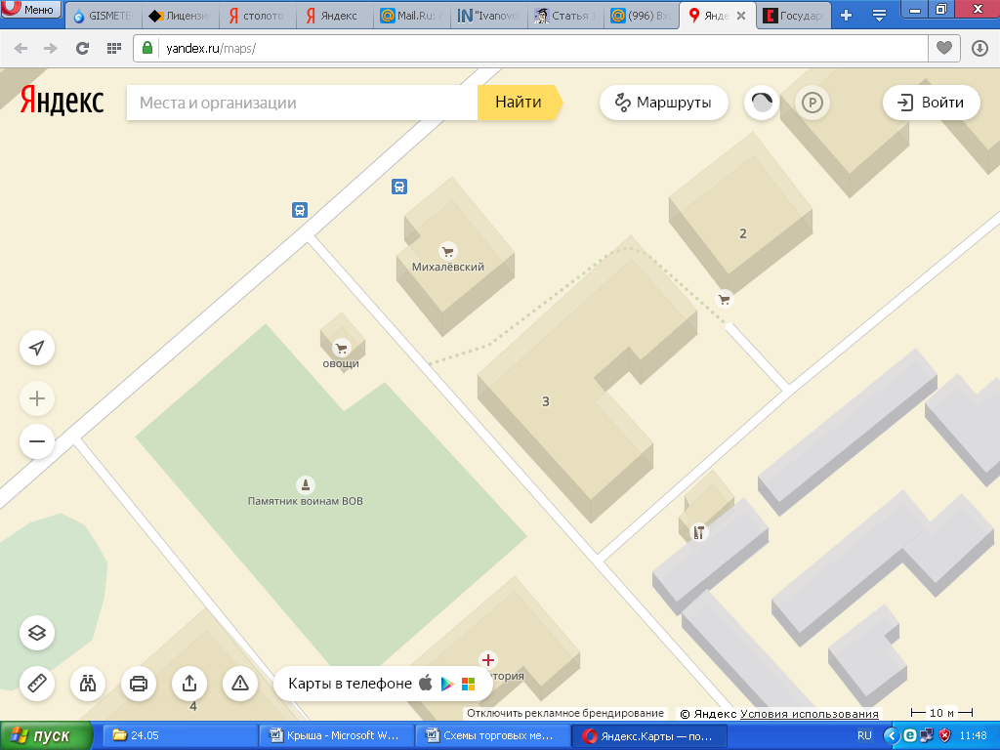 Меню
GISMETE
Лицензи
столото
Яндекс
Mail.Ru:
"Ivanovo
Статья
(996) Вх
Янде
Государ
yandex.ru/maps/
Яндекс
Места и организации
Найти
Маршруты
P
Войти
2
Михалёвский
овощи
3
Памятник воинам ВОВ
тория
4
Карты в телефоне
Отключить рекламное брендирование
© Яндекс Условия использования
10 м
пуск
24.05
Крыша - Microsoft W...
Схемы торговых ме...
Яндекс.Карты — по...
RU
11:48